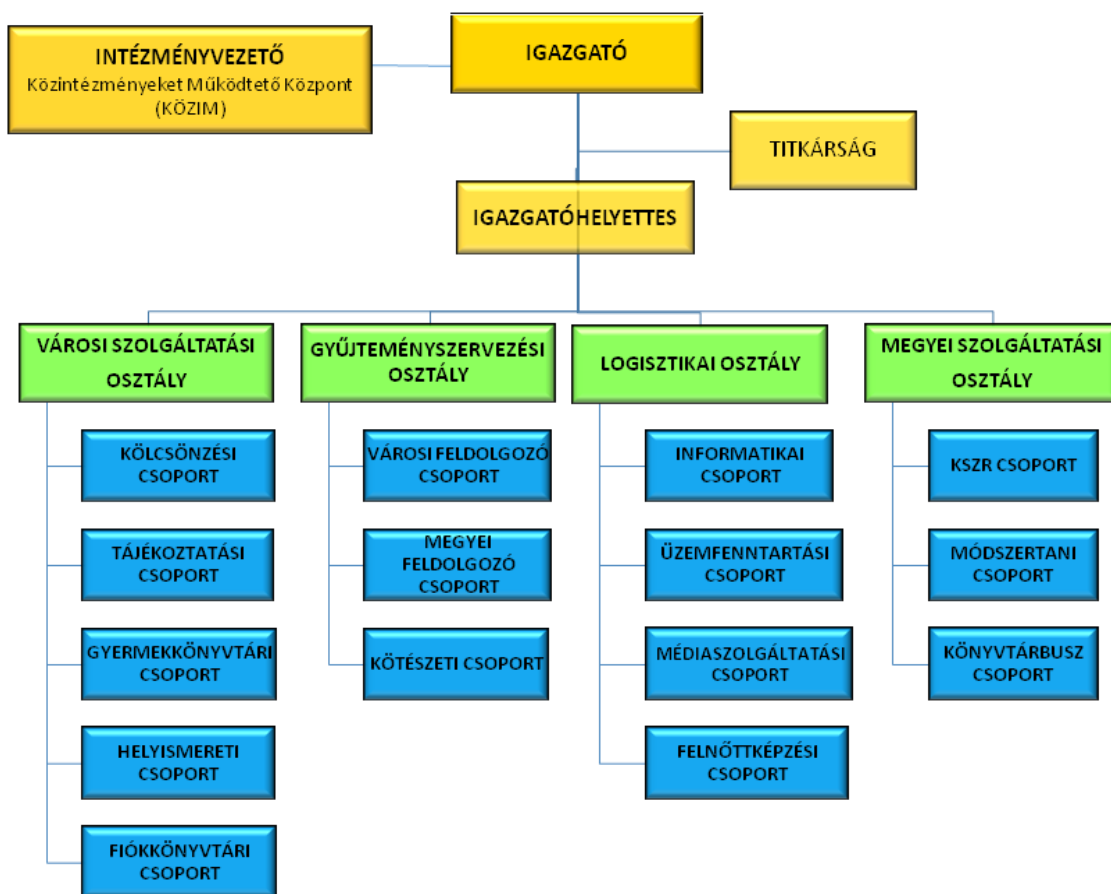 INTÉZMÉNYVEZETŐ
Közintézményeket Működtető Központ
(KÖZIM)
IGAZGATÓ
TITKÁRSÁG
IGAZGATÓHELYETTES
VÁROSI SZOLGÁLTATÁSI
OSZTÁLY
KÖLCSÖNZÉSI
CSOPORT
TÁJÉKOZTATÁSI
CSOPORT
GYERMEKKÖNYVTÁRI
CSOPORT
HELYISMERETI
CSOPORT
FIÓKKÖNYVTÁRI
CSOPORT
GYŰJTEMÉNYSZERVEZÉSI
OSZTÁLY
VÁROSI FELDOLGOZÓ
CSOPORT
MEGYEI
FELDOLGOZÓ
CSOPORT
KÖTÉSZETI CSOPORT
LOGISZTIKAI OSZTÁLY
INFORMATIKAI
CSOPORT
ÜZEMFENNTARTÁSI
CSOPORT
MÉDIASZOLGÁLTATÁSI
CSOPORT
FELNŐTTKÉPZÉSI
CSOPORT
MEGYEI SZOLGÁLTATÁSI
OSZTÁLY
KSZR CSOPORT
MÓDSZERTANI
CSOPORT
KÖNYVTÁRBUSZ
CSOPORT